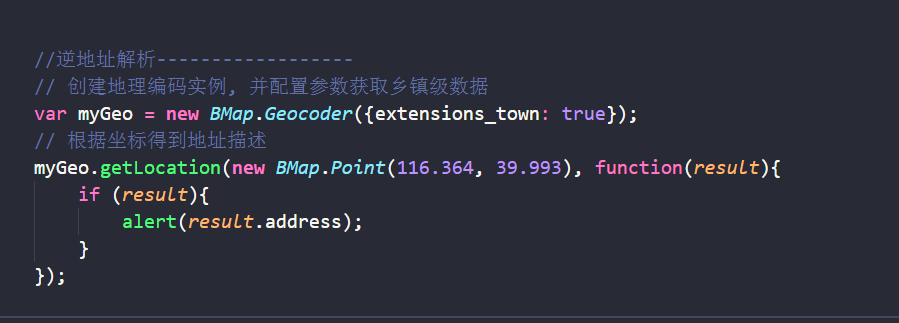 //逆地址解析------------------
// 创建地理编码实例, 并配置参数获取乡镇级数据
var myGeo = new BMap.Geocoder({extensions_town: true});
// 根据坐标得到地址描述
myGeo.getLocation(new BMap.Point(116.364, 39.993), function(result){
    if (result){
        alert(result.address);
    }
});